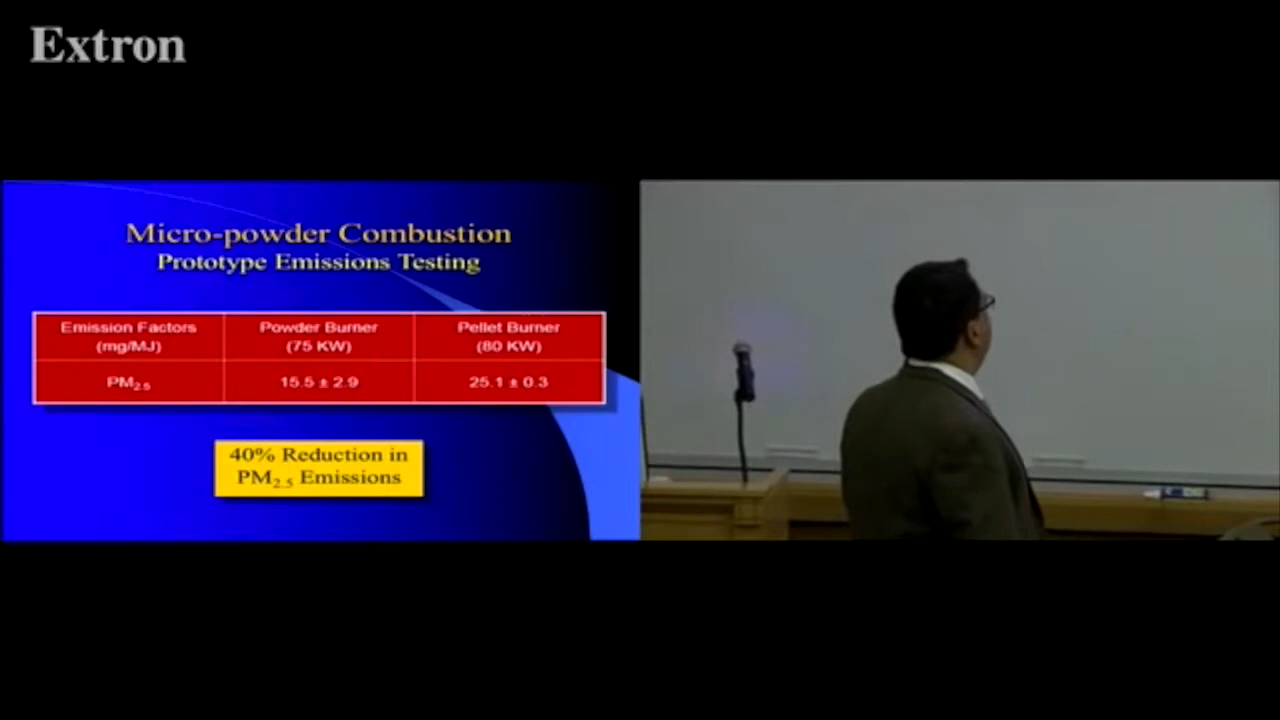 Extron
Micro-powder Combustion
Prototype Emissions Testing
Emission Factors
(mg/MJ)
Powder Burner
(75 KW)
Pellet Burner
(80 KW)
PM2.5
15.5 ± 2.9
25.1 ± 0.3
40% Reduction in
PM2.5 Emissions